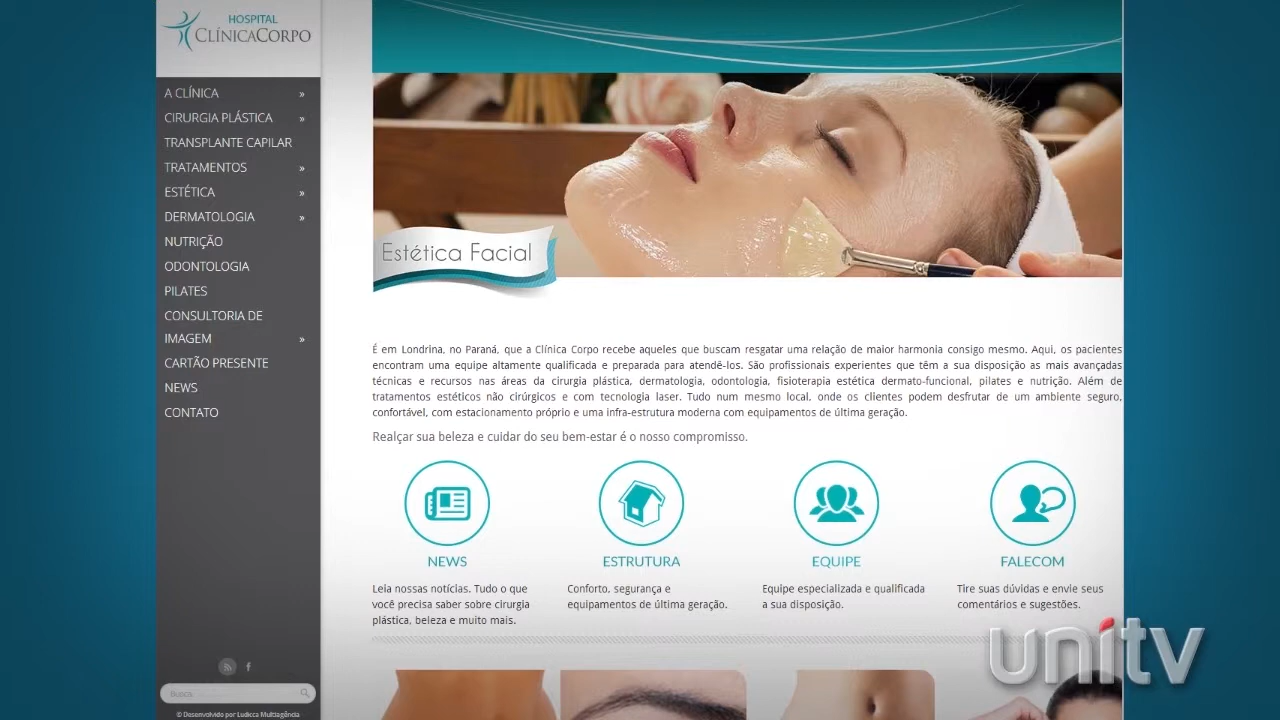 HOSPITAL
CLÍNICACORPO
A CLÍNICA »
CIRURGIA PLÁSTICA »
TRANSPLANTE CAPILAR
TRATAMENTOS »
ESTÉTICA »
DERMATOLOGIA »
NUTRIÇÃO
ODONTOLOGIA
PILATES
CONSULTORIA DE
IMAGEM »
CARTÃO PRESENTE
NEWS
CONTATO
f
Busca
© Desenvolvido por Ludicca Multiagência
Estética Facial
É em Londrina, no Paraná, que a Clínica Corpo recebe aqueles que buscam resgatar uma relação de maior harmonia consigo mesmo. Aqui, os pacientes
encontram uma equipe altamente qualificada e preparada para atendê-los. São profissionais experientes que têm a sua disposição as mais avançadas
técnicas e recursos nas áreas da cirurgia plástica, dermatologia, odontologia, fisioterapia estética dermato-funcional, pilates e nutrição. Além de
tratamentos estéticos não cirúrgicos e com tecnologia laser. Tudo num mesmo local, onde os clientes podem desfrutar de um ambiente seguro,
confortável, com estacionamento próprio e uma infra-estrutura moderna com equipamentos de última geração.
Realçar sua beleza e cuidar do seu bem-estar é o nosso compromisso.
NEWS
Leia nossas notícias. Tudo o que
você precisa saber sobre cirurgia
plástica, beleza e muito mais.
ESTRUTURA
Conforto, segurança e
equipamentos de última geração.
EQUIPE
Equipe especializada e qualificada
a sua disposição.
FALECOM
Tire suas dúvidas e envie seus
comentários e sugestões.
unitv